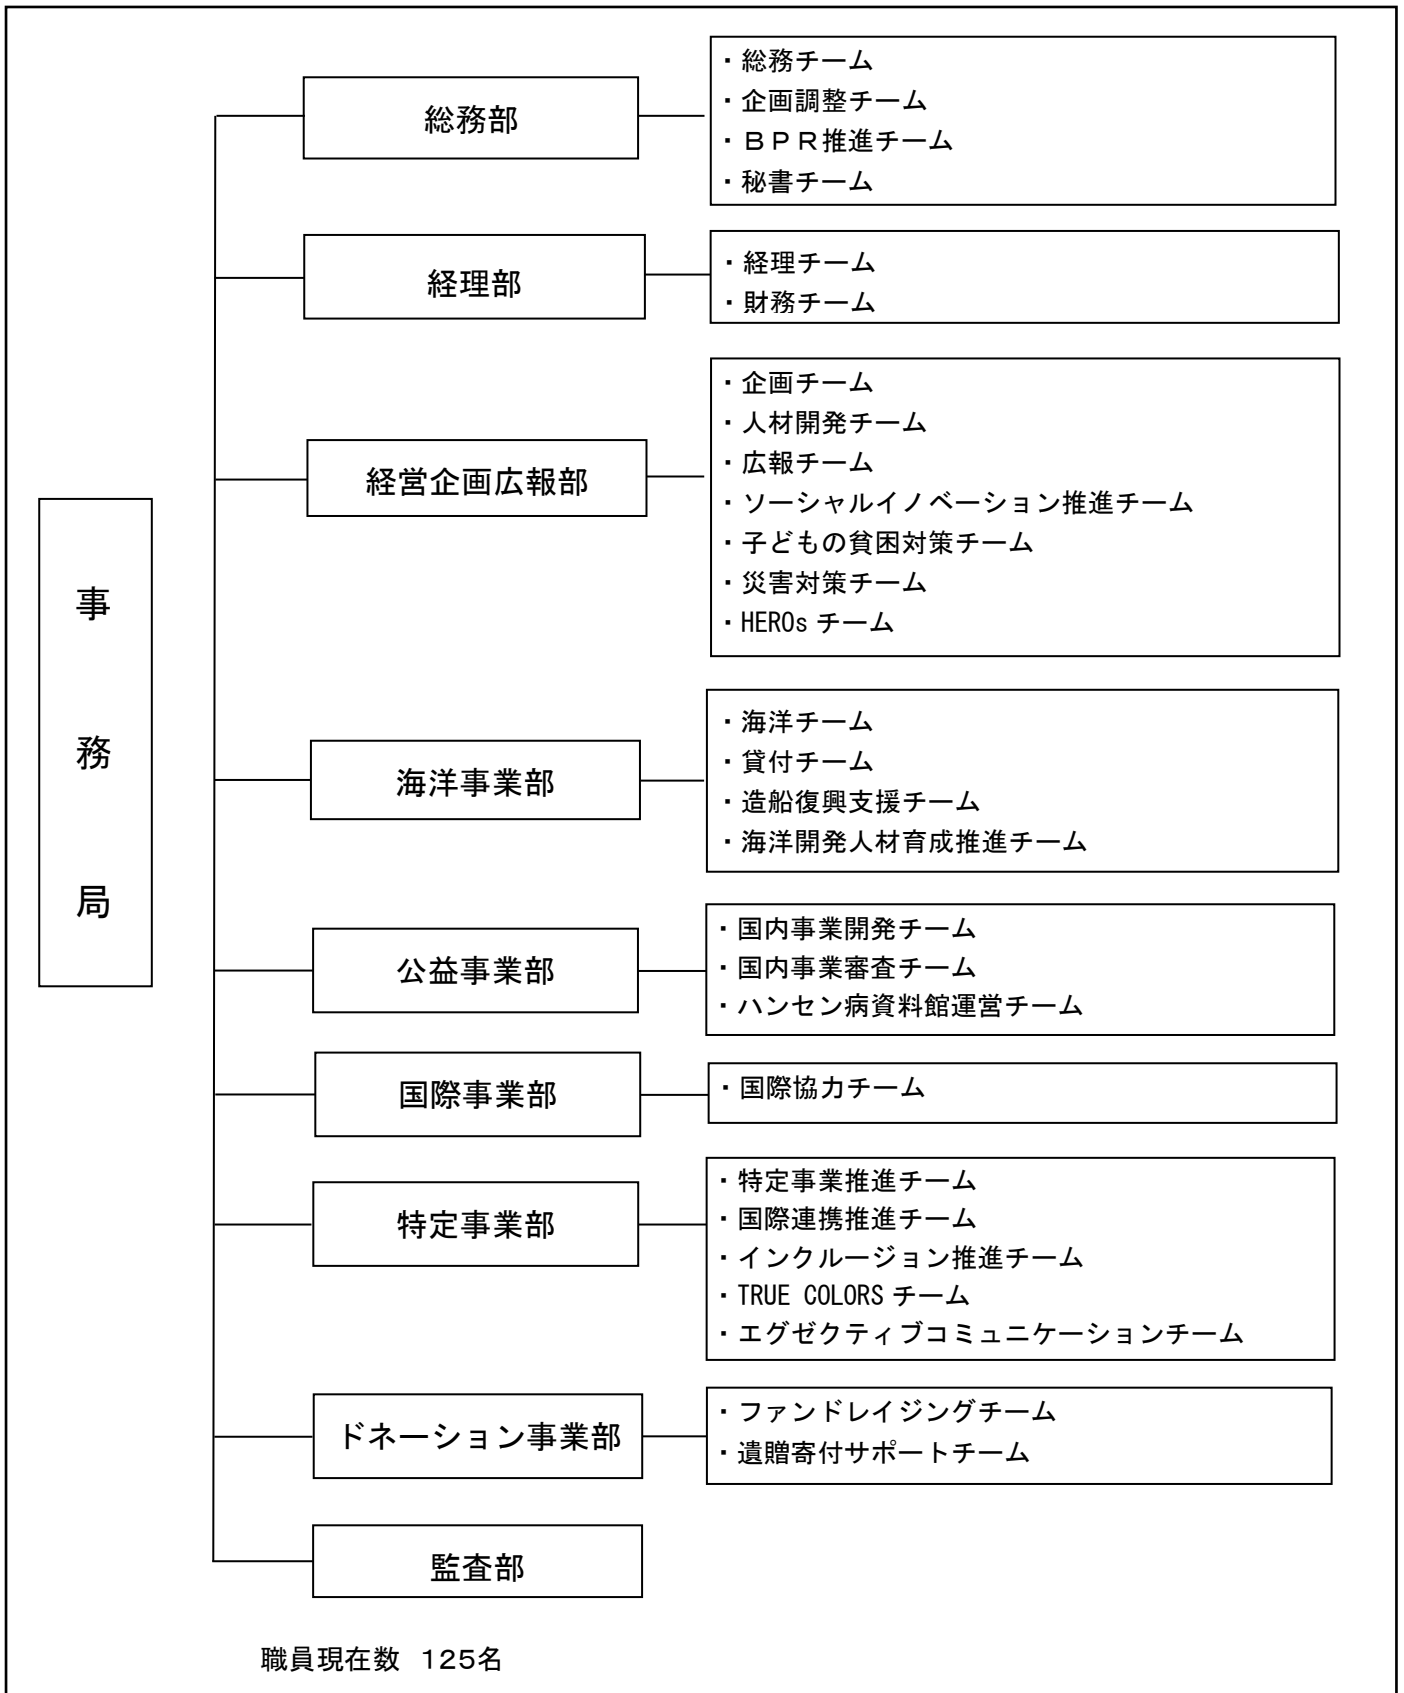 事務局
総務部
・総務チーム
・企画調整チーム
・ＢＰＲ推進チーム
・秘書チーム
経理部
・経理チーム
・財務チーム
経営企画広報部
・企画チーム
・人材開発チーム
・広報チーム
・ソーシャルイノベーション推進チーム
・子どもの貧困対策チーム
・災害対策チーム
・HEROs チーム
海洋事業部
・海洋チーム
・貸付チーム
・造船復興支援チーム
・海洋開発人材育成推進チーム
公益事業部
・国内事業開発チーム
・国内事業審査チーム
・ハンセン病資料館運営チーム
国際事業部
・国際協力チーム
特定事業部
・特定事業推進チーム
・国際連携推進チーム
・インクルージョン推進チーム
・TRUE COLORS チーム
・エグゼクティブコミュニケーションチーム
ドネーション事業部
・ファンドレイジングチーム
・遺贈寄付サポートチーム
監査部
職員現在数　125名